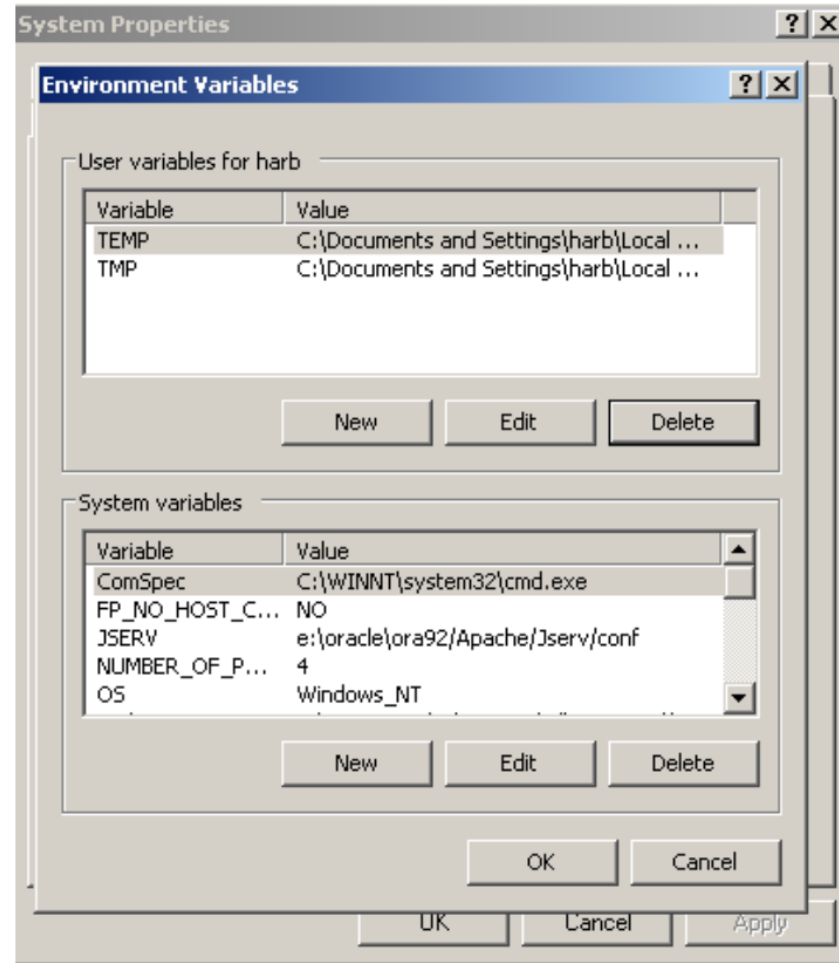 System Properties
Environment Variables
User variables for harb
Variable Value
TEMP C:\Documents and Settings\harb\Local ...
TMP C:\Documents and Settings\harb\Local ...
New Edit Delete
System variables
Variable Value
ComSpec C:\WINNT\system32\cmd.exe
FP_NO_HOST_C... NO
JSERV e:\oracle\ora92/Apache/Jserv/conf
NUMBER_OF_P... 4
OS Windows_NT
New Edit Delete
OK Cancel
OK Cancel Apply